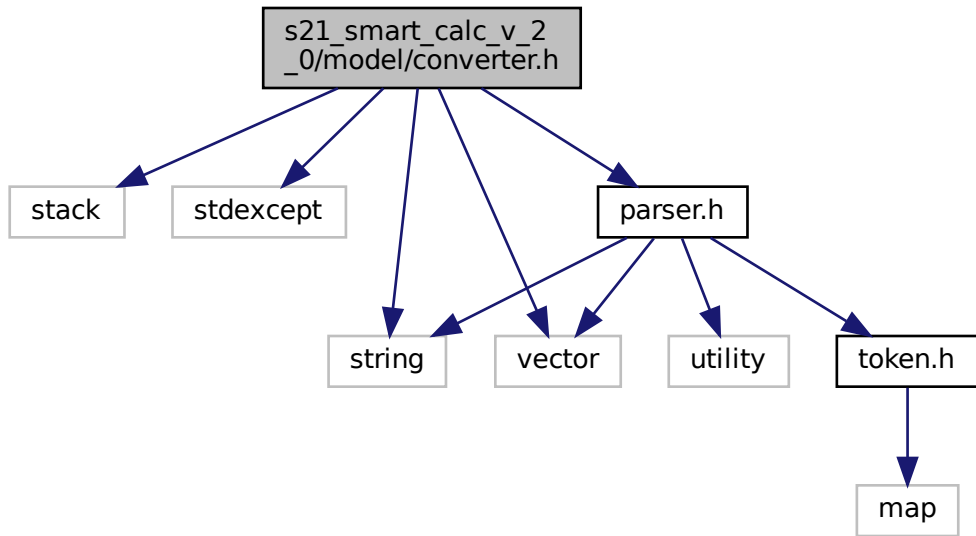 s21_smart_calc_v_2
_0/model/converter.h
stack
stdexcept
parser.h
string
vector
utility
token.h
map